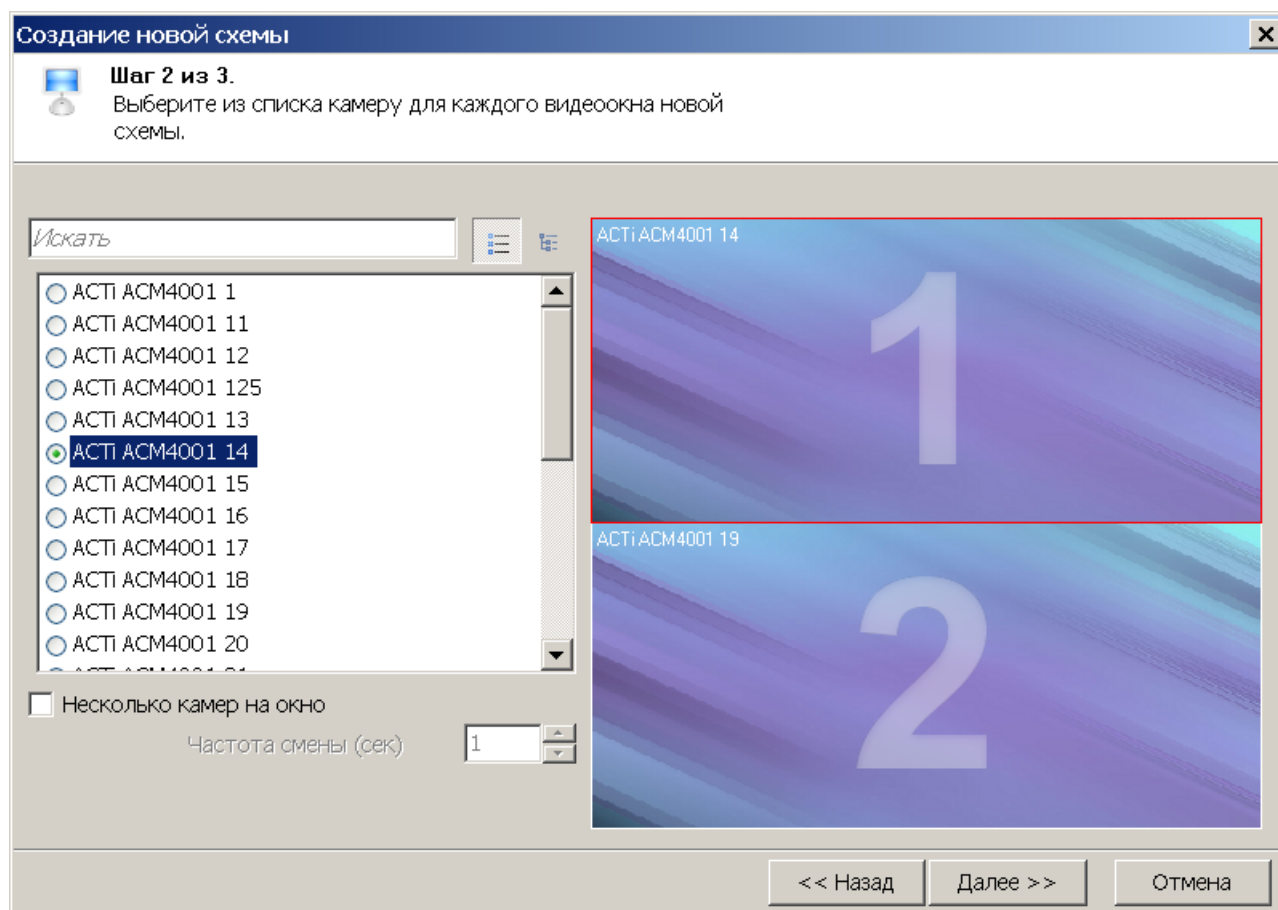 Создание новой схемы
Шаг 2 из 3.
Выберите из списка камеру для каждого видеоокна новой
схемы.
Искать
ACTi ACM4001 1
ACTi ACM4001 11
ACTi ACM4001 12
ACTi ACM4001 125
ACTi ACM4001 13
ACTi ACM4001 14
ACTi ACM4001 15
ACTi ACM4001 16
ACTi ACM4001 17
ACTi ACM4001 18
ACTi ACM4001 19
ACTi ACM4001 20
Несколько камер на окно
Частота смены (сек)
1
ACTi ACM4001 14
1
ACTi ACM4001 19
2
<< Назад
Далее >>
Отмена